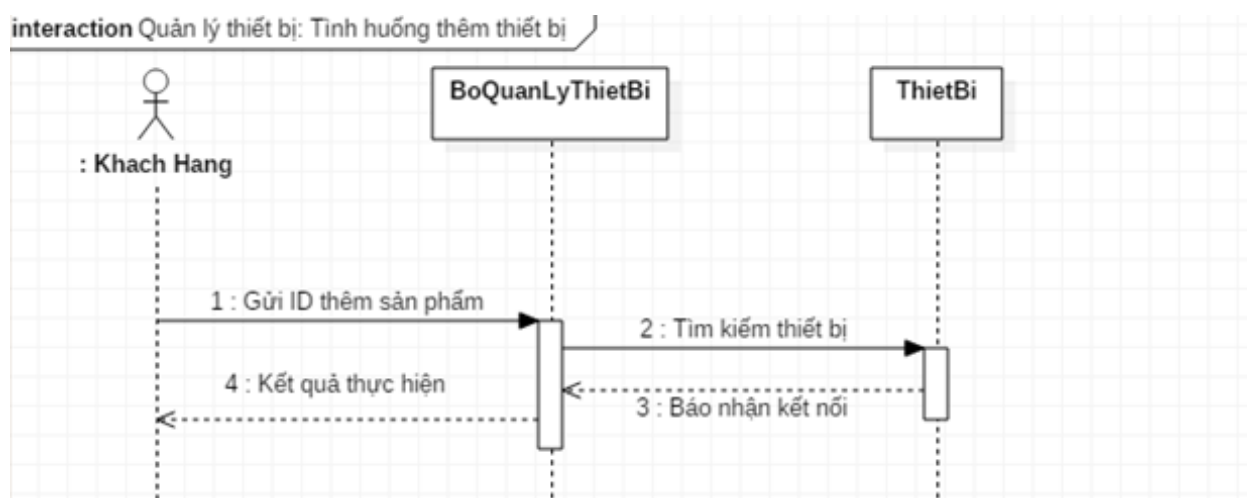 interaction Quản lý thiết bị: Tình huống thêm thiết bị
BoQuanLyThietBi
ThietBi
: Khach Hang
1 : Gửi ID thêm sản phẩm
2 : Tìm kiếm thiết bị
4 : Kết quả thực hiện
3 : Báo nhận kết nối